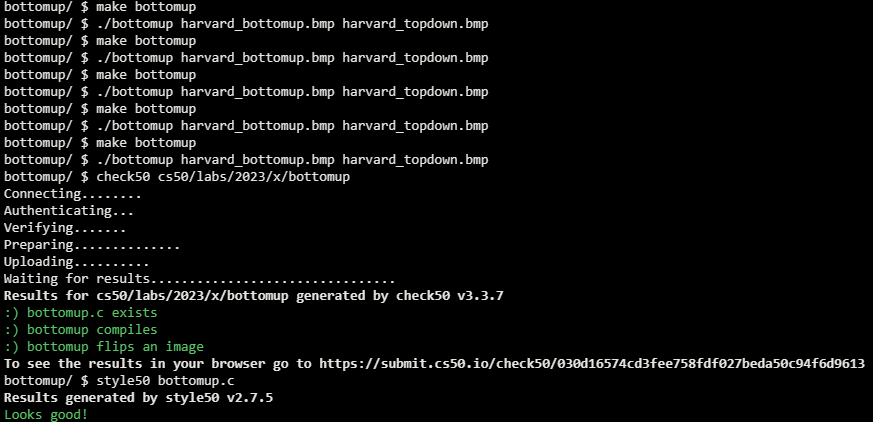 bottomup/ $ make bottomup
bottomup/ $ ./bottomup harvard_bottomup.bmp harvard_topdown.bmp
bottomup/ $ make bottomup
bottomup/ $ ./bottomup harvard_bottomup.bmp harvard_topdown.bmp
bottomup/ $ make bottomup
bottomup/ $ ./bottomup harvard_bottomup.bmp harvard_topdown.bmp
bottomup/ $ make bottomup
bottomup/ $ ./bottomup harvard_bottomup.bmp harvard_topdown.bmp
bottomup/ $ make bottomup
bottomup/ $ ./bottomup harvard_bottomup.bmp harvard_topdown.bmp
bottomup/ $ check50 cs50/labs/2023/x/bottomup
Connecting........
Authenticating...
Verifying.......
Preparing..............
Uploading..........
Waiting for results................................
Results for cs50/labs/2023/x/bottomup generated by check50 v3.3.7
:) bottomup.c exists
:) bottomup compiles
:) bottomup flips an image
To see the results in your browser go to https://submit.cs50.io/check50/030d16574cd3fee758fdf027beda50c94f6d9613
bottomup/ $ style50 bottomup.c
Results generated by style50 v2.7.5
Looks good!